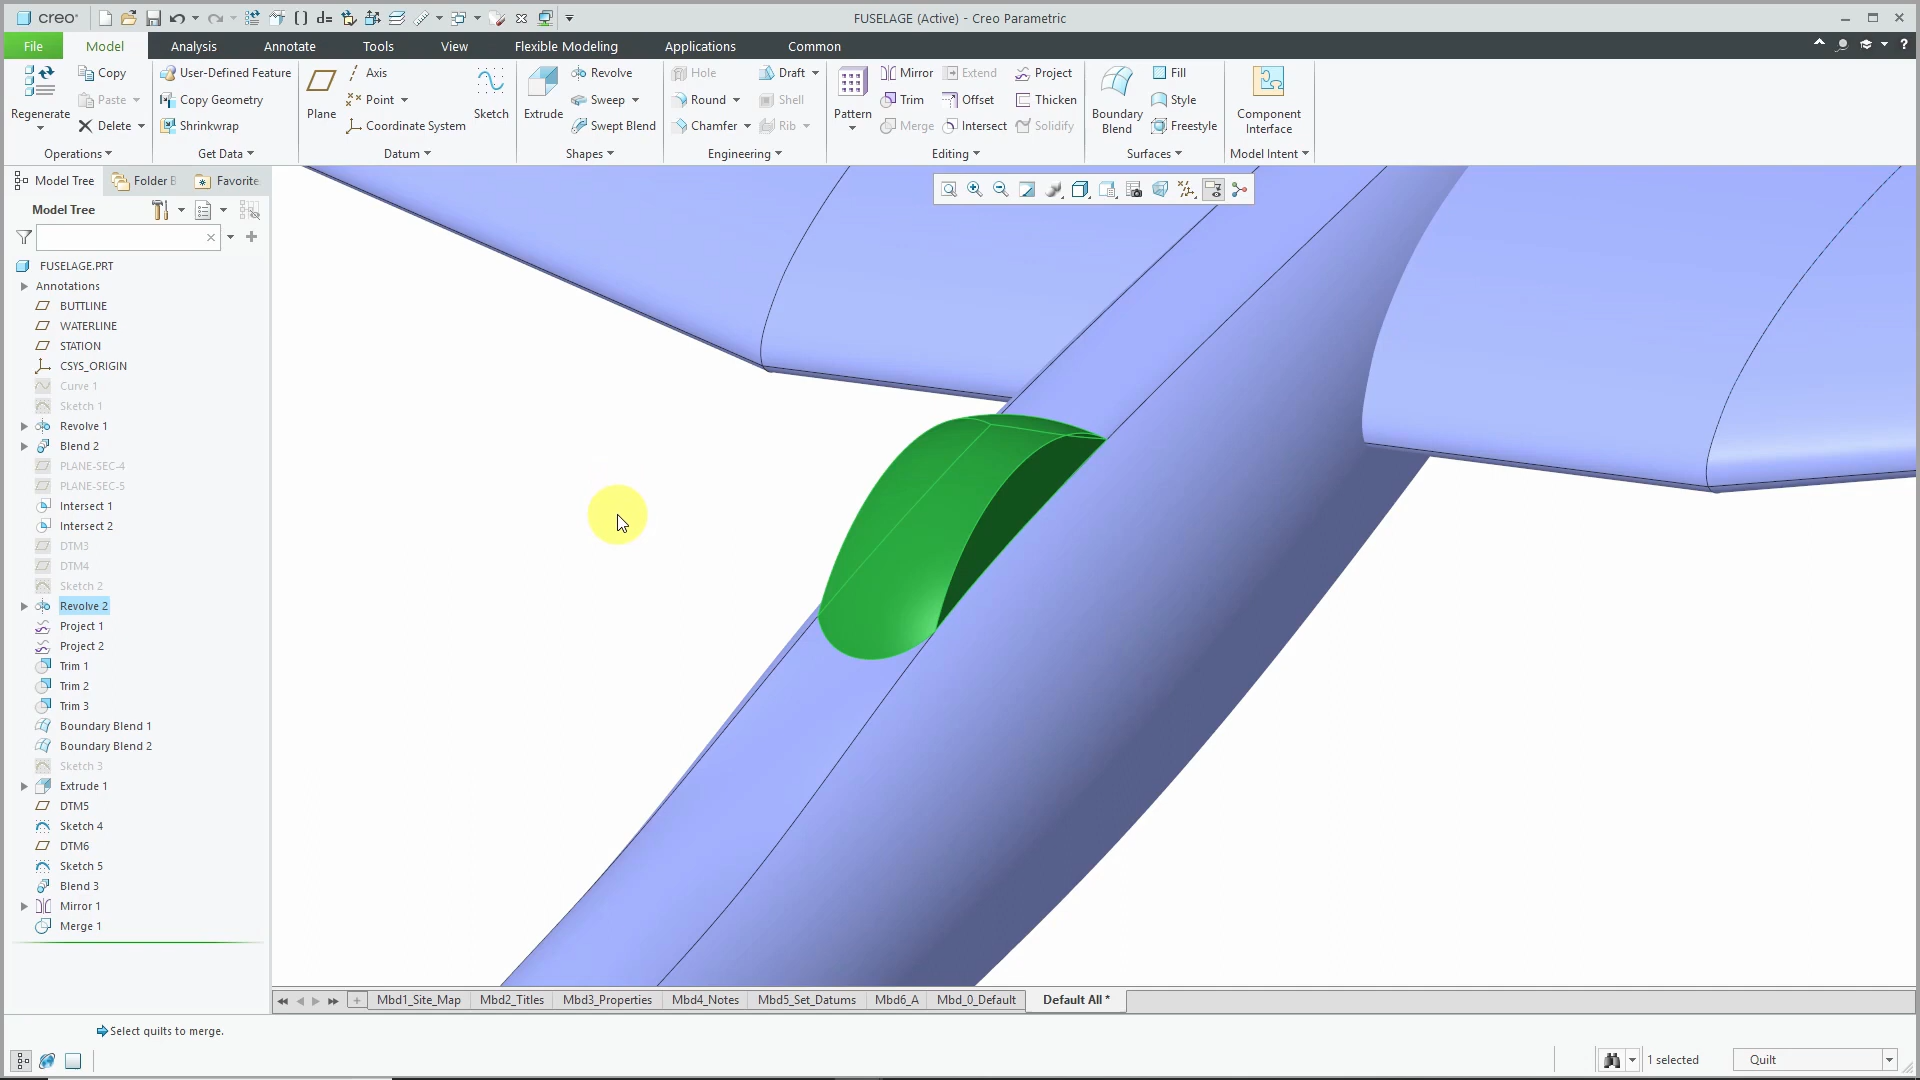 creo
FUSELAGE (Active) - Creo Parametric
File Model Analysis Annotate Tools View Flexible Modeling Applications Common
Regenerate
Copy
Paste
Delete
Operations
User-Defined Feature
Copy Geometry
Shrinkwrap
Get Data
Plane
Axis
Point
Coordinate System
Sketch
Datum
Extrude
Revolve
Sweep
Swept Blend
Shapes
Hole
Round
Chamfer
Draft
Shell
Rib
Engineering
Pattern
Mirror
Trim
Merge
Extend
Offset
Intersect
Project
Thicken
Solidify
Editing
Boundary
Blend
Fill
Style
Freestyle
Surfaces
Component
Interface
Model Intent
Model Tree Folder B Favorite
Model Tree
FUSELAGE.PRT
Annotations
BUTTLINE
WATERLINE
STATION
CSYS_ORIGIN
Curve 1
Sketch 1
Revolve 1
Blend 2
PLANE-SEC-4
PLANE-SEC-5
Intersect 1
Intersect 2
DTM3
DTM4
Sketch 2
Revolve 2
Project 1
Project 2
Trim 1
Trim 2
Trim 3
Boundary Blend 1
Boundary Blend 2
Sketch 3
Extrude 1
DTM5
Sketch 4
DTM6
Sketch 5
Blend 3
Mirror 1
Merge 1
Mbd1_Site_Map Mbd2_Titles Mbd3_Properties Mbd4_Notes Mbd5_Set_Datums Mbd6_A Mbd_0_Default Default All *
Select quilts to merge.
1 selected
Quilt